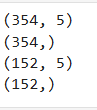 (354, 5)
(354,)
(152, 5)
(152,)